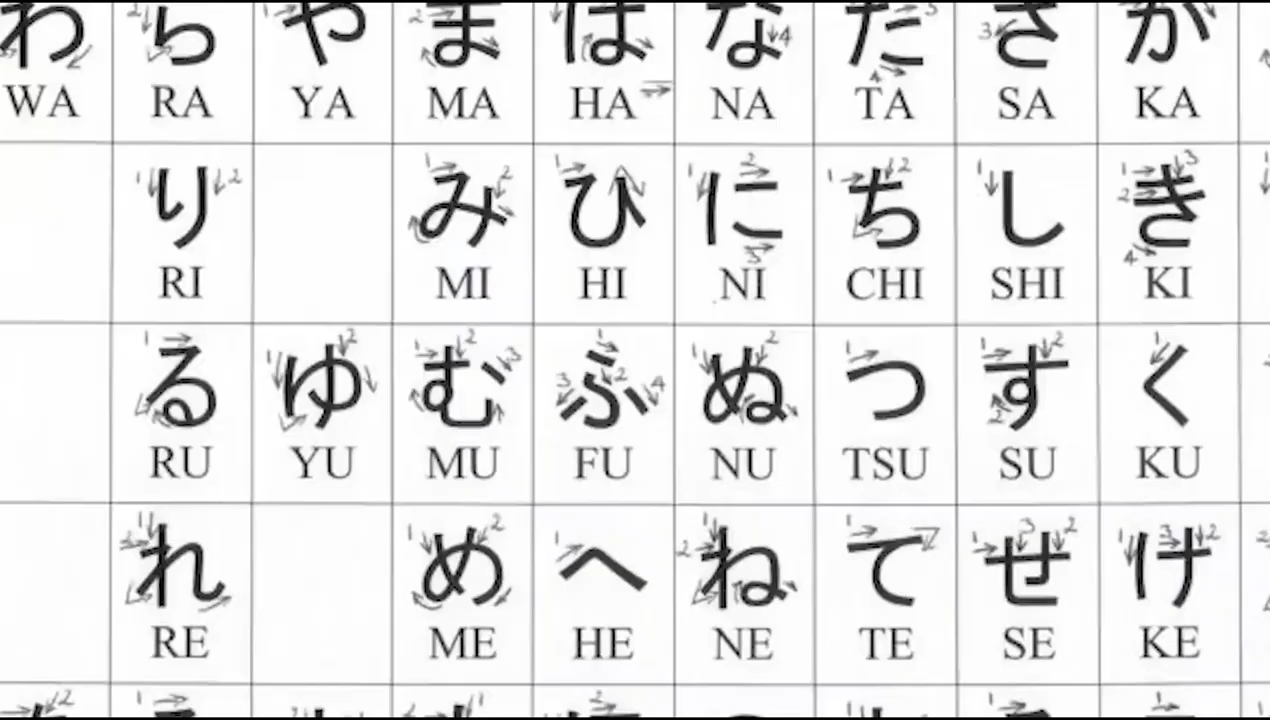 わ ら や ま は な た さ か
WA RA YA MA HA NA TA SA KA
り み ひ に ち し き
RI MI HI NI CHI SHI KI
る ゆ む ふ ぬ つ す く
RU YU MU FU NU TSU SU KU
れ め へ ね て せ け
RE ME HE NE TE SE KE